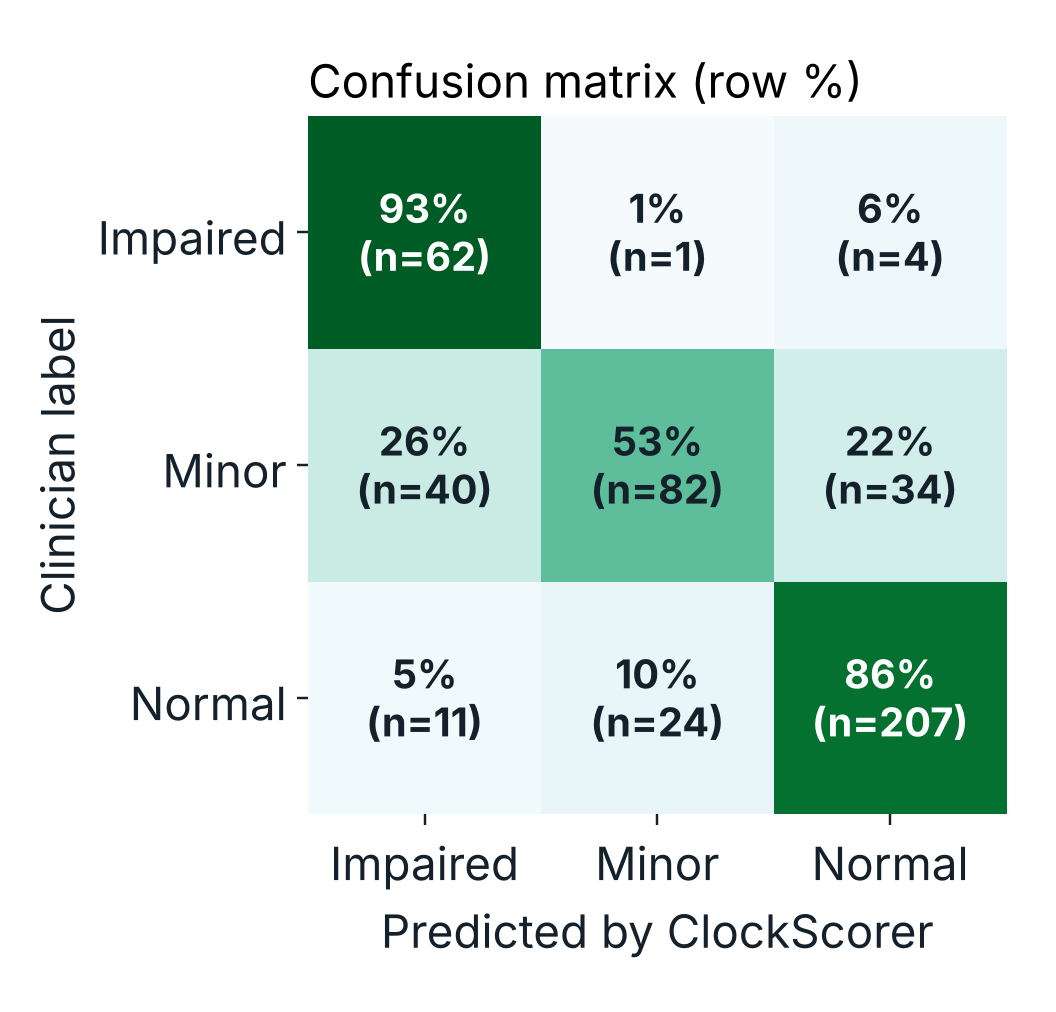 Confusion matrix (row %)
Clinician label
Impaired
93%
(n=62)
1%
(n=1)
6%
(n=4)
Minor
26%
(n=40)
53%
(n=82)
22%
(n=34)
Normal
5%
(n=11)
10%
(n=24)
86%
(n=207)
Impaired
Minor
Normal
Predicted by ClockScorer